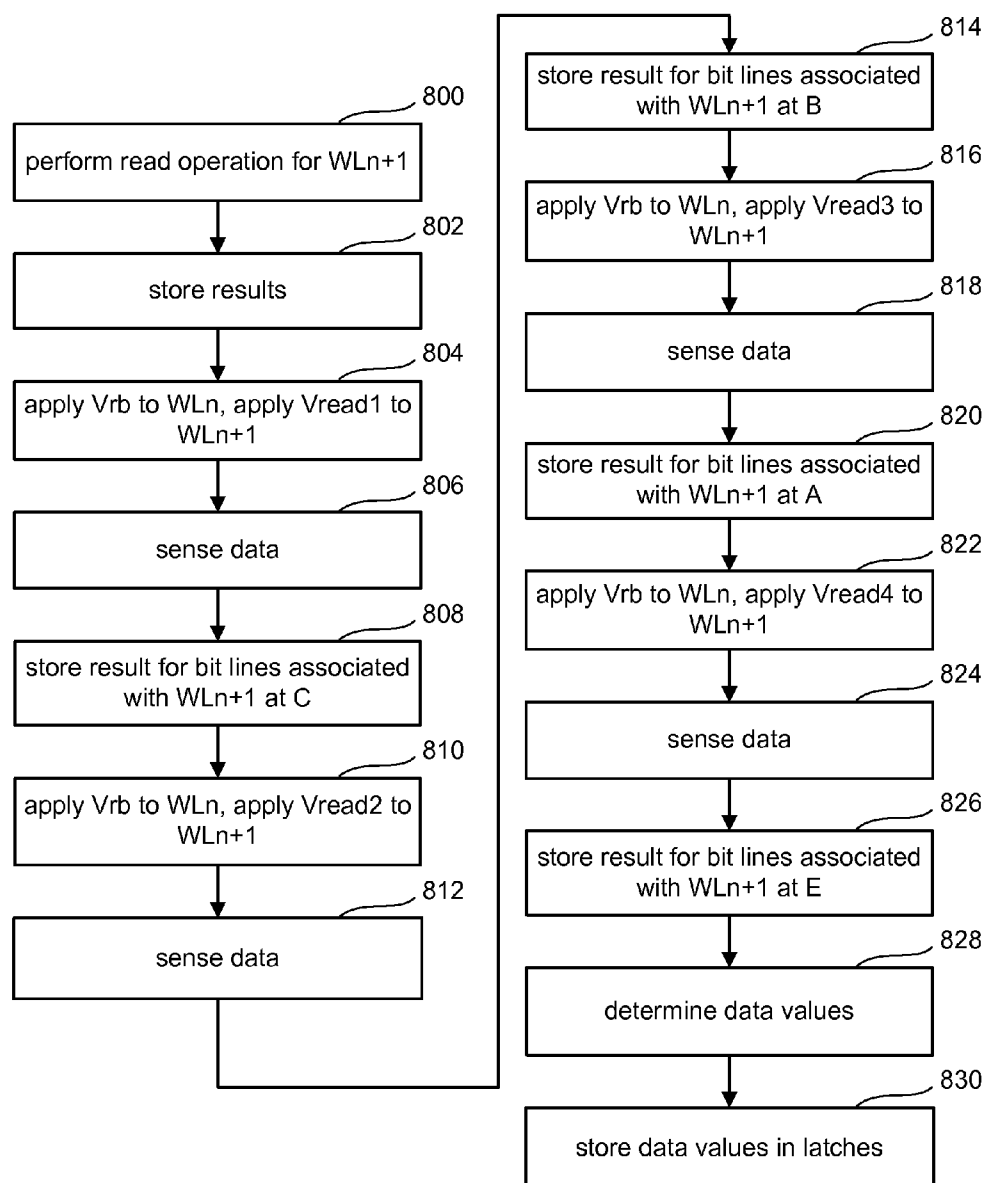 800
perform read operation for WLn+1
802
store results
804
apply Vrb to WLn, apply Vread1 to
WLn+1
806
sense data
808
store result for bit lines associated
with WLn+1 at C
810
apply Vrb to WLn, apply Vread2 to
WLn+1
812
sense data
814
store result for bit lines associated
with WLn+1 at B
816
apply Vrb to WLn, apply Vread3 to
WLn+1
818
sense data
820
store result for bit lines associated
with WLn+1 at A
822
apply Vrb to WLn, apply Vread4 to
WLn+1
824
sense data
826
store result for bit lines associated
with WLn+1 at E
828
determine data values
830
store data values in latches